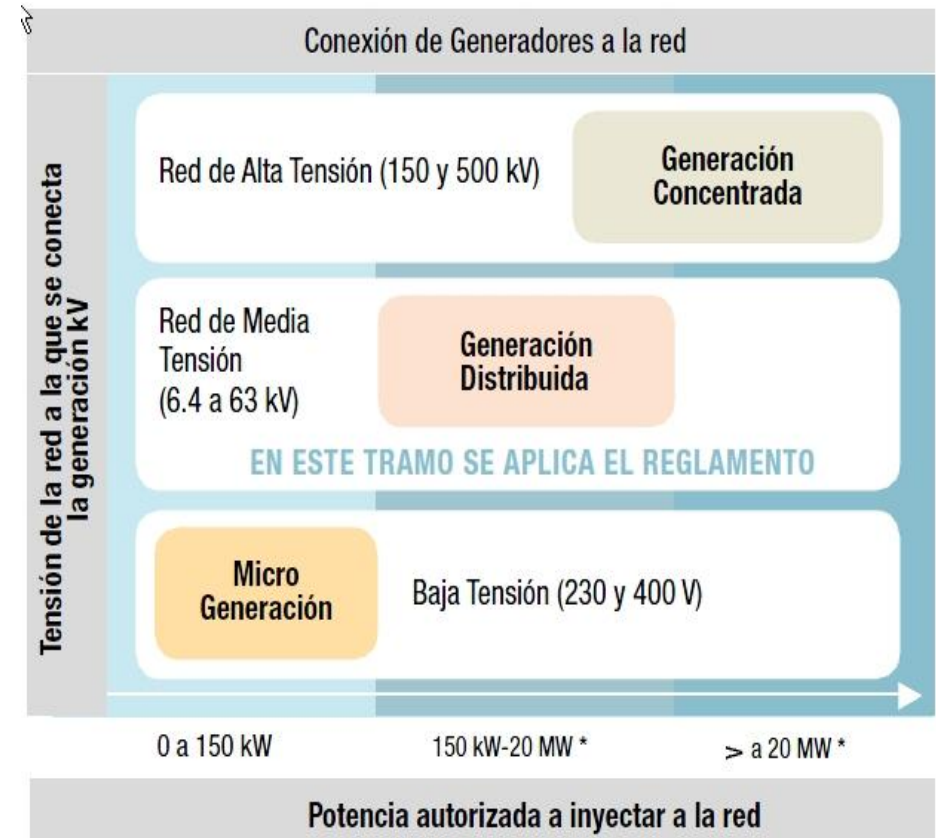 Conexión de Generadores a la red
Tensión de la red a la que se conecta
la generación kV
Red de Alta Tensión (150 y 500 kV)
Generación
Concentrada
Red de Media
Tensión
(6.4 a 63 kV)
Generación
Distribuida
EN ESTE TRAMO SE APLICA EL REGLAMENTO
Micro
Generación
Baja Tensión (230 y 400 V)
0 a 150 kW
150 kW-20 MW *
> a 20 MW *
Potencia autorizada a inyectar a la red